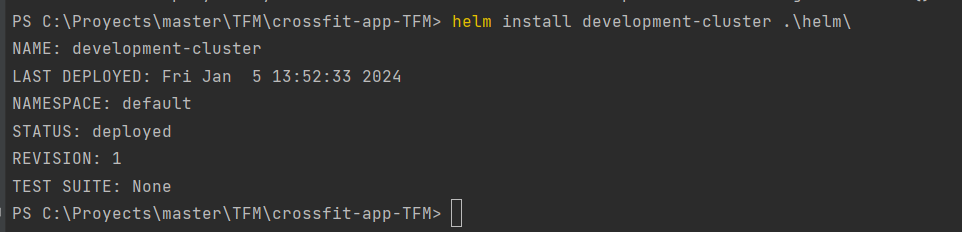 PS C:\Proyects\master\TFM\crossfit-app-TFM> helm install development-cluster .\helm\
NAME: development-cluster
LAST DEPLOYED: Fri Jan  5 13:52:33 2024
NAMESPACE: default
STATUS: deployed
REVISION: 1
TEST SUITE: None
PS C:\Proyects\master\TFM\crossfit-app-TFM>